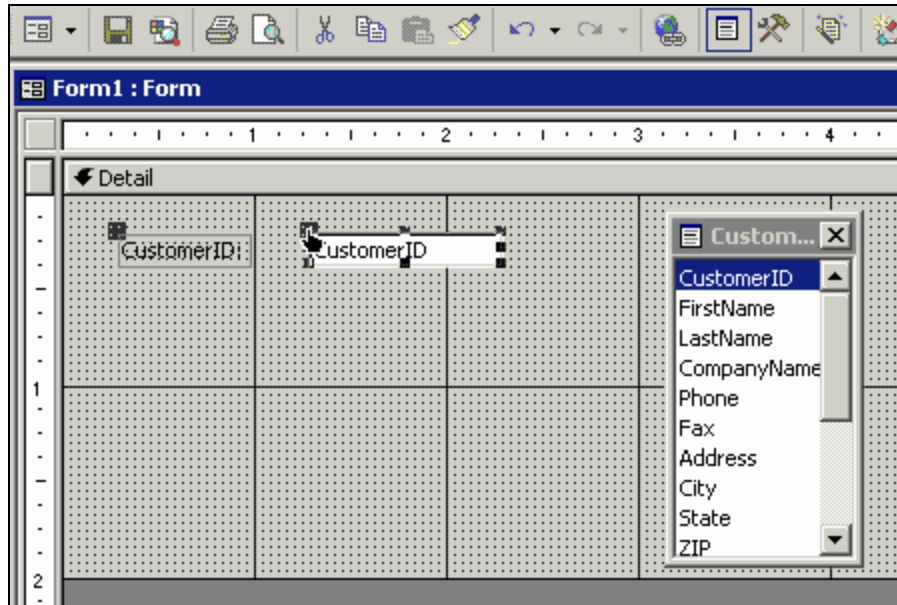 Form1 : Form
1 2 3 4
Detail
CustomerID:
CustomerID
Custom...
CustomerID
FirstName
LastName
CompanyName
Phone
Fax
Address
City
State
ZIP
1
2